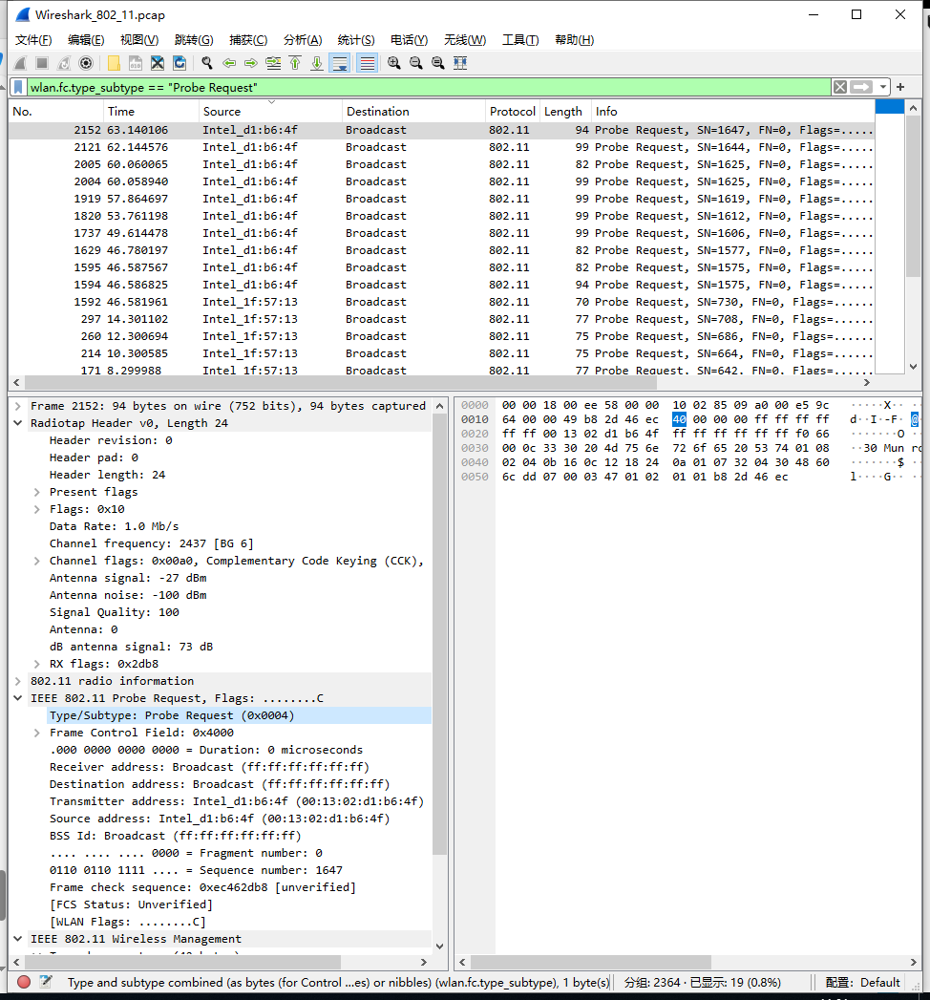 Wireshark_802_11.pcap
文件(F) 编辑(E) 视图(V) 跳转(G) 捕获(C) 分析(A) 统计(S) 电话(Y) 无线(W) 工具(T) 帮助(H)
wlan.fc.type_subtype == "Probe Request"
No. Time Source Destination Protocol Length Info
2152 63.140106 Intel_d1:b6:4f Broadcast 802.11 94 Probe Request, SN=1647, FN=0, Flags=.....
2121 62.144576 Intel_d1:b6:4f Broadcast 802.11 99 Probe Request, SN=1644, FN=0, Flags=.....
2005 60.060065 Intel_d1:b6:4f Broadcast 802.11 82 Probe Request, SN=1625, FN=0, Flags=.....
2004 60.058940 Intel_d1:b6:4f Broadcast 802.11 99 Probe Request, SN=1625, FN=0, Flags=.....
1919 57.864697 Intel_d1:b6:4f Broadcast 802.11 99 Probe Request, SN=1619, FN=0, Flags=.....
1820 53.761198 Intel_d1:b6:4f Broadcast 802.11 99 Probe Request, SN=1612, FN=0, Flags=.....
1737 49.614478 Intel_d1:b6:4f Broadcast 802.11 99 Probe Request, SN=1606, FN=0, Flags=.....
1629 46.780197 Intel_d1:b6:4f Broadcast 802.11 82 Probe Request, SN=1577, FN=0, Flags=.....
1595 46.587567 Intel_d1:b6:4f Broadcast 802.11 82 Probe Request, SN=1575, FN=0, Flags=.....
1594 46.586825 Intel_d1:b6:4f Broadcast 802.11 94 Probe Request, SN=1575, FN=0, Flags=.....
1592 46.581961 Intel_1f:57:13 Broadcast 802.11 70 Probe Request, SN=730, FN=0, Flags=......
297 14.301102 Intel_1f:57:13 Broadcast 802.11 77 Probe Request, SN=708, FN=0, Flags=......
260 12.300694 Intel_1f:57:13 Broadcast 802.11 75 Probe Request, SN=686, FN=0, Flags=......
214 10.300585 Intel_1f:57:13 Broadcast 802.11 75 Probe Request, SN=664, FN=0, Flags=......
171 8.299988 Intel_1f:57:13 Broadcast 802.11 77 Probe Request, SN=642, FN=0, Flags=......
Frame 2152: 94 bytes on wire (752 bits), 94 bytes captured
Radiotap Header v0, Length 24
Header revision: 0
Header pad: 0
Header length: 24
Present flags
Flags: 0x10
Data Rate: 1.0 Mb/s
Channel frequency: 2437 [BG 6]
Channel flags: 0x00a0, Complementary Code Keying (CCK),
Antenna signal: -27 dBm
Antenna noise: -100 dBm
Signal Quality: 100
Antenna: 0
dB antenna signal: 73 dB
RX flags: 0x2db8
802.11 radio information
IEEE 802.11 Probe Request, Flags: ........C
Type/Subtype: Probe Request (0x0004)
Frame Control Field: 0x4000
.000 0000 0000 0000 = Duration: 0 microseconds
Receiver address: Broadcast (ff:ff:ff:ff:ff:ff)
Destination address: Broadcast (ff:ff:ff:ff:ff:ff)
Transmitter address: Intel_d1:b6:4f (00:13:02:d1:b6:4f)
Source address: Intel_d1:b6:4f (00:13:02:d1:b6:4f)
BSS Id: Broadcast (ff:ff:ff:ff:ff:ff)
.... .... .... 0000 = Fragment number: 0
0110 0110 1111 .... = Sequence number: 1647
Frame check sequence: 0xec462db8 [unverified]
[FCS Status: Unverified]
[WLAN Flags: ........C]
IEEE 802.11 Wireless Management
0000 00 00 18 00 ee 58 00 00 10 02 85 09 a0 00 e5 9c ·····X·· ··
0010 64 00 00 49 b8 2d 46 ec 40 00 00 00 ff ff ff ff d··I·-F· @
0020 ff ff 00 13 02 d1 b6 4f ff ff ff ff ff ff f0 66 ·······O ··
0030 00 0c 33 30 20 4d 75 6e 72 6f 65 20 53 74 01 08 ··30 Mun ro
0040 02 04 0b 16 0c 12 18 24 0a 01 07 32 04 30 48 60 ·······$ ··
0050 6c dd 07 00 03 47 01 02 01 01 b8 2d 46 ec l····G·· ··
Type and subtype combined (as bytes (for Control ...es) or nibbles) (wlan.fc.type_subtype), 1 byte(s) 分组: 2364 · 已显示: 19 (0.8%) 配置: Default